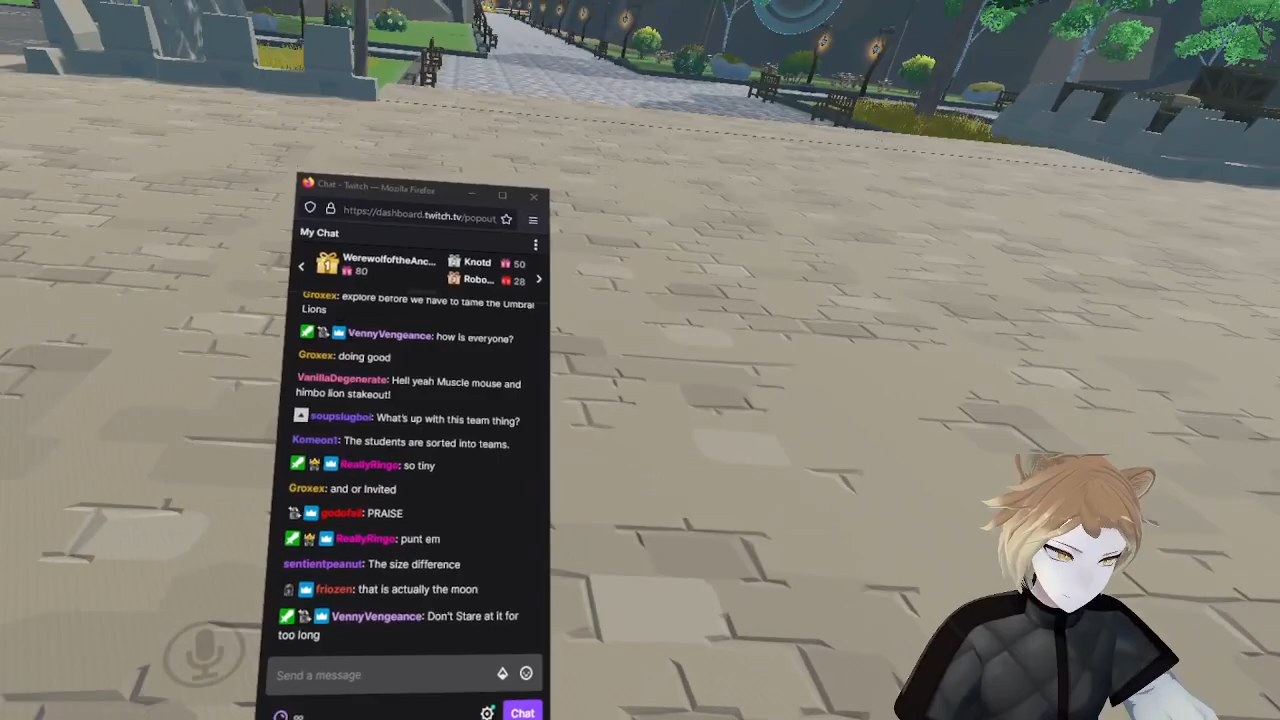 Chat - Twitch — Mozilla Firefox
https://dashboard.twitch.tv/popout
My Chat
WerewolfoftheAnc... Knotd 50
80 Robo... 28
Groxex: explore before we have to tame the Umbral
Lions
VennyVengeance: how is everyone?
Groxex: doing good
VanillaDegenerate: Hell yeah Muscle mouse and
himbo lion stakeout!
soupslugboi: What's up with this team thing?
Komeon1: The students are sorted into teams.
ReallyRingo: so tiny
Groxex: and or Invited
godofail: PRAISE
ReallyRingo: punt em
sentientpeanut: The size difference
friozen: that is actually the moon
VennyVengeance: Don't Stare at it for
too long
Send a message
Chat